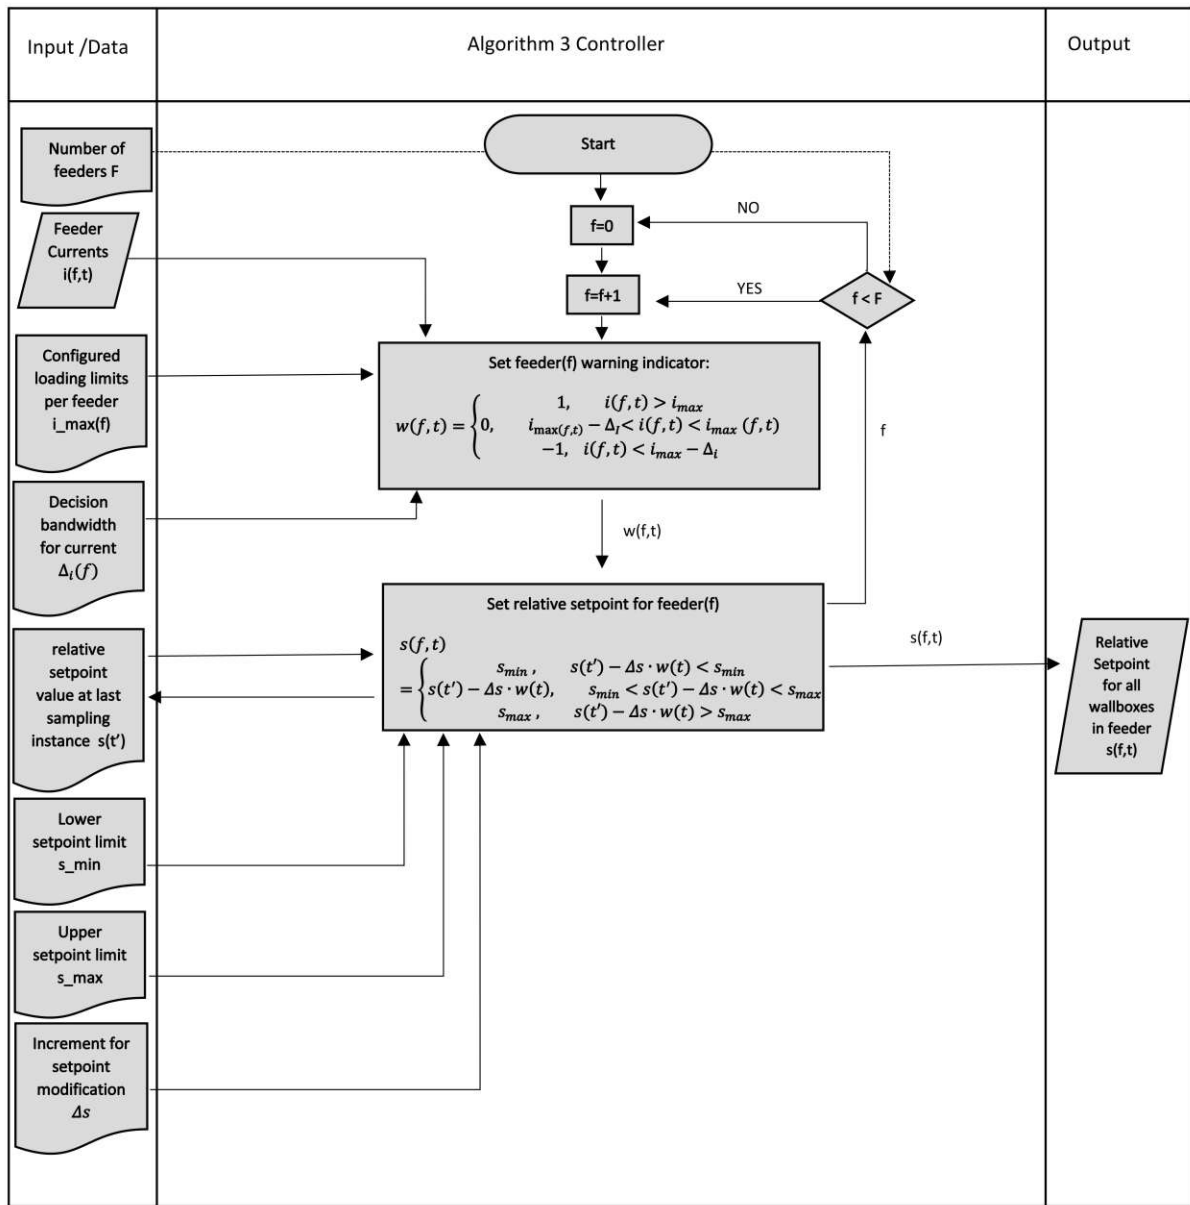 Input /Data
Algorithm 3 Controller
Output
Number of
feeders F
Start
Feeder
Currents
i(f,t)
f=0
NO
f=f+1
YES
f < F
Configured
loading limits
per feeder
i_max(f)
Set feeder(f) warning indicator:
1, i(f,t) > i_max
w(f,t) = { 0, i_max(f,t) − Δ_I < i(f,t) < i_max (f,t)
−1, i(f,t) < i_max − Δ_i
f
Decision
bandwidth
for current
Δ_i(f)
w(f,t)
Set relative setpoint for feeder(f)
s(f,t)
s_min , s(t′) − Δs · w(t) < s_min
= { s(t′) − Δs · w(t), s_min < s(t′) − Δs · w(t) < s_max
s_max , s(t′) − Δs · w(t) > s_max
s(f,t)
relative
setpoint
value at last
sampling
instance s(t′)
Relative
Setpoint
for all
wallboxes
in feeder
s(f,t)
Lower
setpoint limit
s_min
Upper
setpoint limit
s_max
Increment for
setpoint
modification
Δs